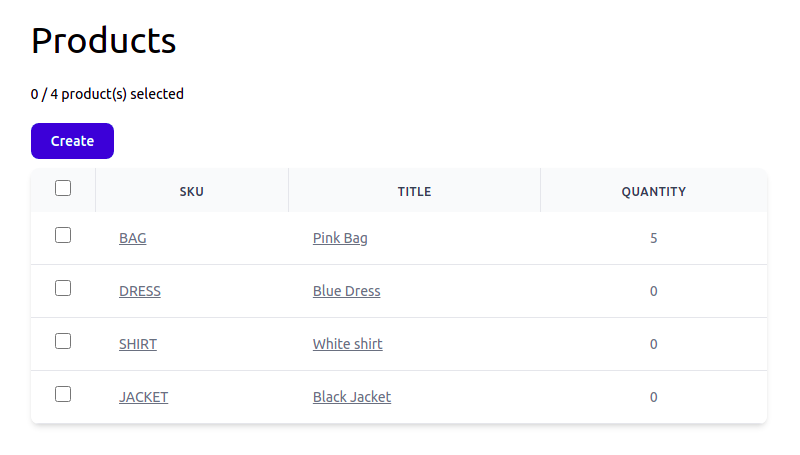 Products
0 / 4 product(s) selected
Create
SKU TITLE QUANTITY
BAG Pink Bag 5
DRESS Blue Dress 0
SHIRT White shirt 0
JACKET Black Jacket 0